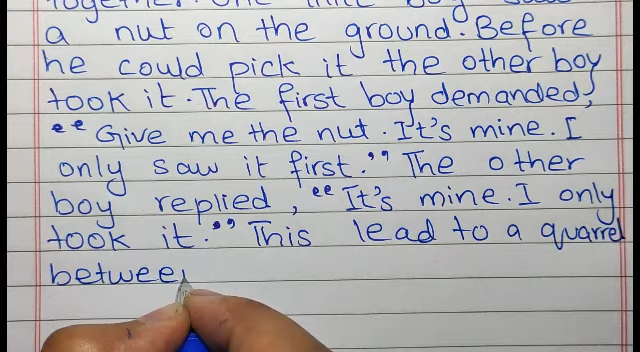 a nut on the ground. Before
he could pick it the other boy
took it. The first boy demanded,
"Give me the nut. It's mine. I
only saw it first." The other
boy replied, "It's mine. I only
took it." This lead to a quarrel
betwee